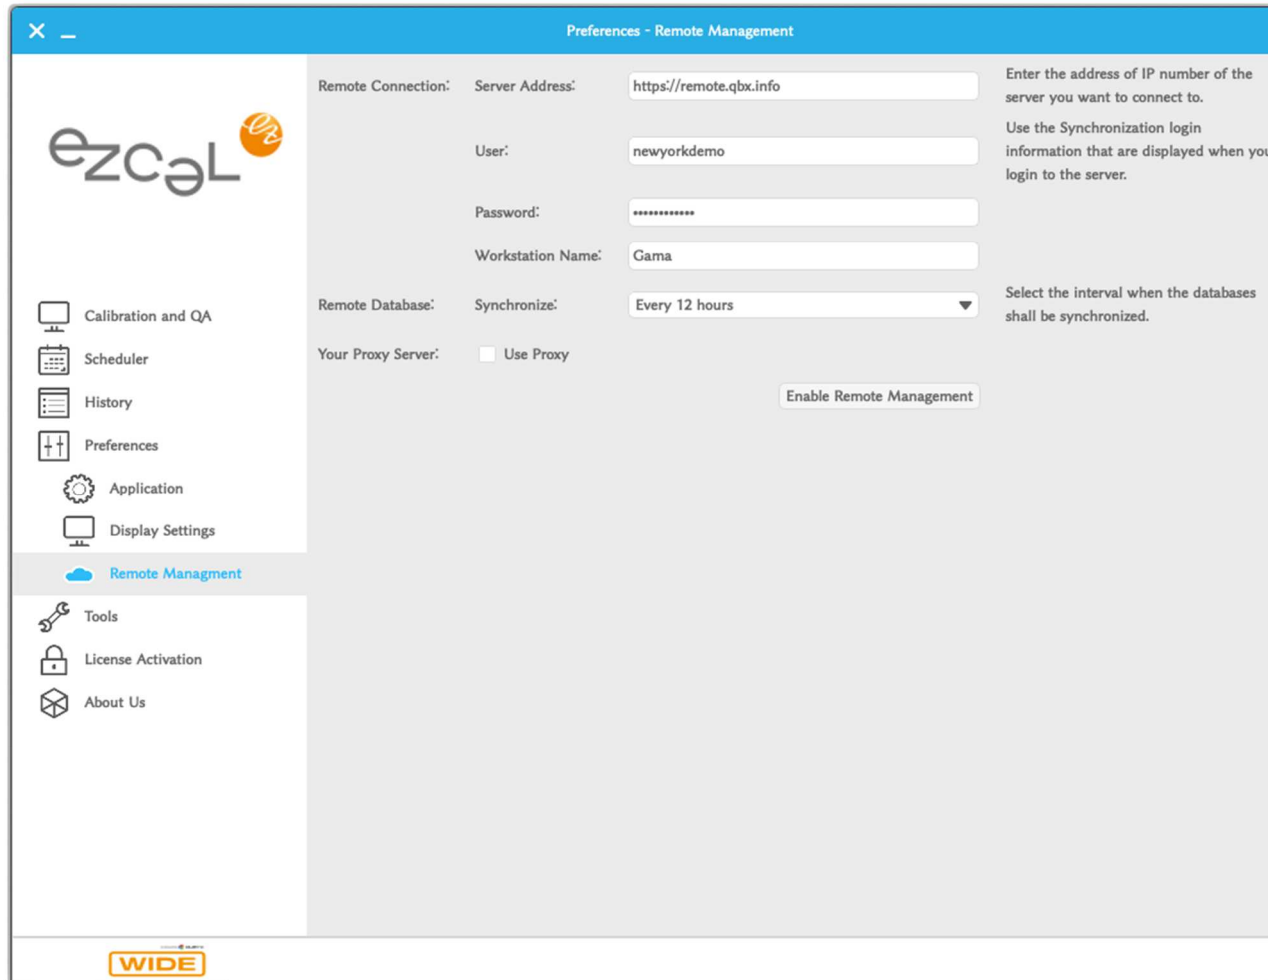 Preferences - Remote Management
ezcal
ez
Remote Connection: Server Address: https://remote.qbx.info
Enter the address of IP number of the
server you want to connect to.
User: newyorkdemo
Use the Synchronization login
information that are displayed when you
login to the server.
Password: ••••••••••••
Workstation Name: Gama
Remote Database: Synchronize: Every 12 hours
Select the interval when the databases
shall be synchronized.
Your Proxy Server: Use Proxy
Enable Remote Management
Calibration and QA
Scheduler
History
Preferences
Application
Display Settings
Remote Managment
Tools
License Activation
About Us
WIDE